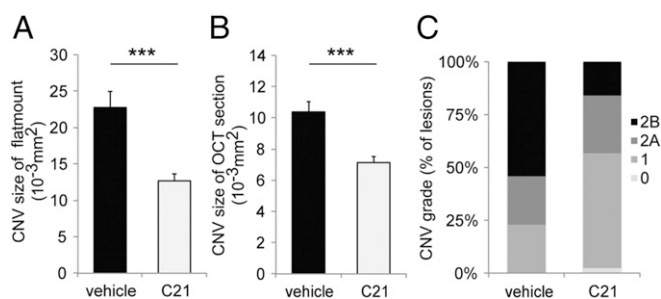 A
CNV size of flatmount
(10⁻³mm²)
30
25
20
15
10
5
0
***
vehicle
C21
B
CNV size of OCT section
(10⁻³mm²)
14
12
10
8
6
4
2
0
***
vehicle
C21
C
CNV grade (% of lesions)
100%
75%
50%
25%
0%
vehicle
C21
2B
2A
1
0